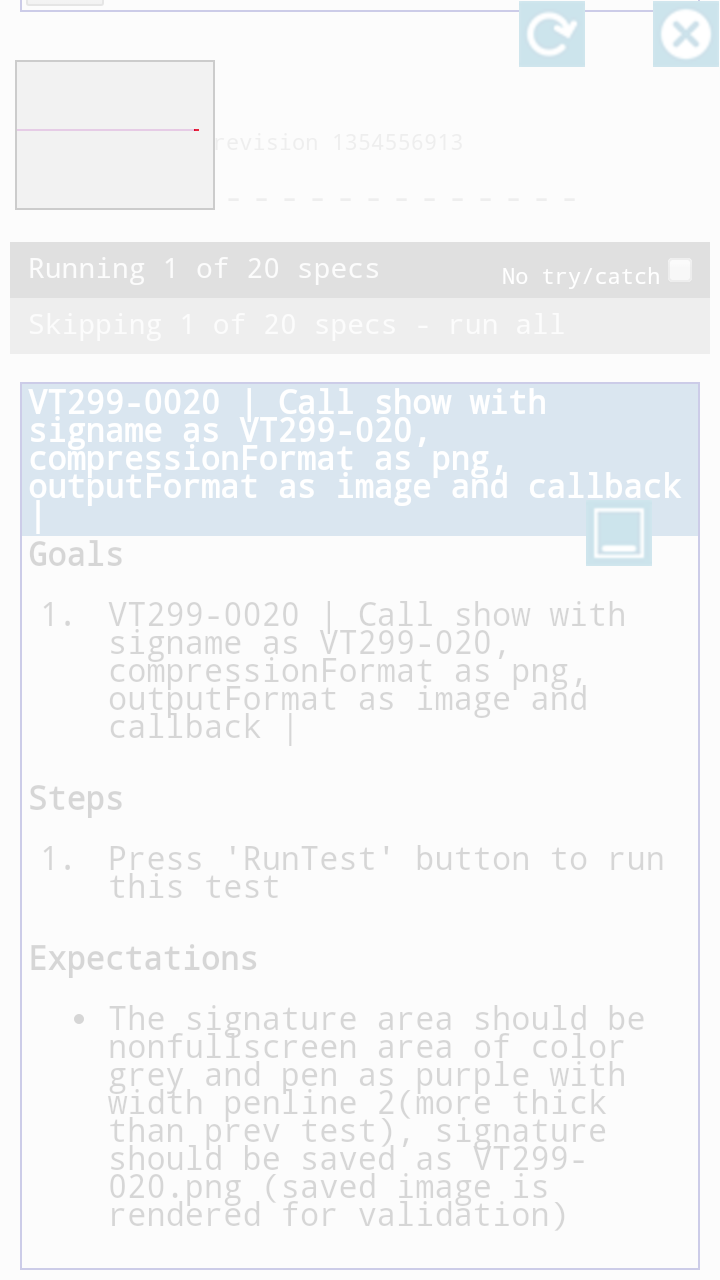 revision 1354556913
- - - - - - - - - - - - -
Running 1 of 20 specs
No try/catch
Skipping 1 of 20 specs - run all
VT299-0020 | Call show with
signame as VT299-020,
compressionFormat as png,
outputFormat as image and callback
|
Goals
1. VT299-0020 | Call show with
signame as VT299-020,
compressionFormat as png,
outputFormat as image and
callback |
Steps
1. Press 'RunTest' button to run
this test
Expectations
• The signature area should be
nonfullscreen area of color
grey and pen as purple with
width penline 2(more thick
than prev test), signature
should be saved as VT299-
020.png (saved image is
rendered for validation)